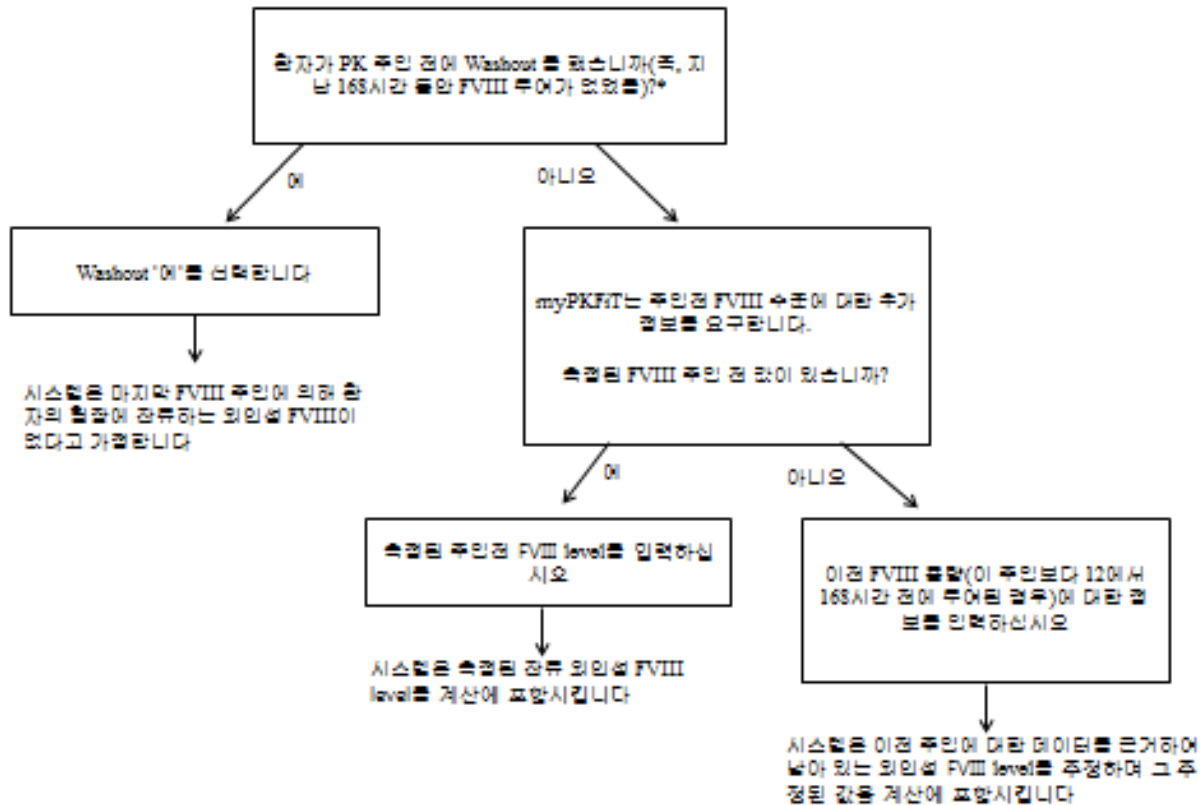 환자가 PK 주입 전에 Washout 를 했습니까(즉, 지
난 168시간 동안 FVIII 투여가 없었음)?*
예
아니오
Washout '예'를 선택합니다
myPKFiT는 주입전 FVIII 수준에 대한 추가
정보를 요구합니다.
측정된 FVIII 주입 전 값이 있습니까?
시스템은 마지막 FVIII 주입에 의해 환
자의 혈장에 잔류하는 외인성 FVIII이
없다고 가정합니다
예
아니오
측정된 주입전 FVIII level를 입력하십
시오
이전 FVIII 용량(이 주입보다 12에서
168시간 전에 투여된 경우)에 대한 정
보를 입력하십시오
시스템은 측정된 잔류 외인성 FVIII
level를 계산에 포함시킵니다
시스템은 이전 주입에 대한 데이터를 근거하여
남아 있는 외인성 FVIII level를 추정하며 그 추
정된 값을 계산에 포함시킵니다